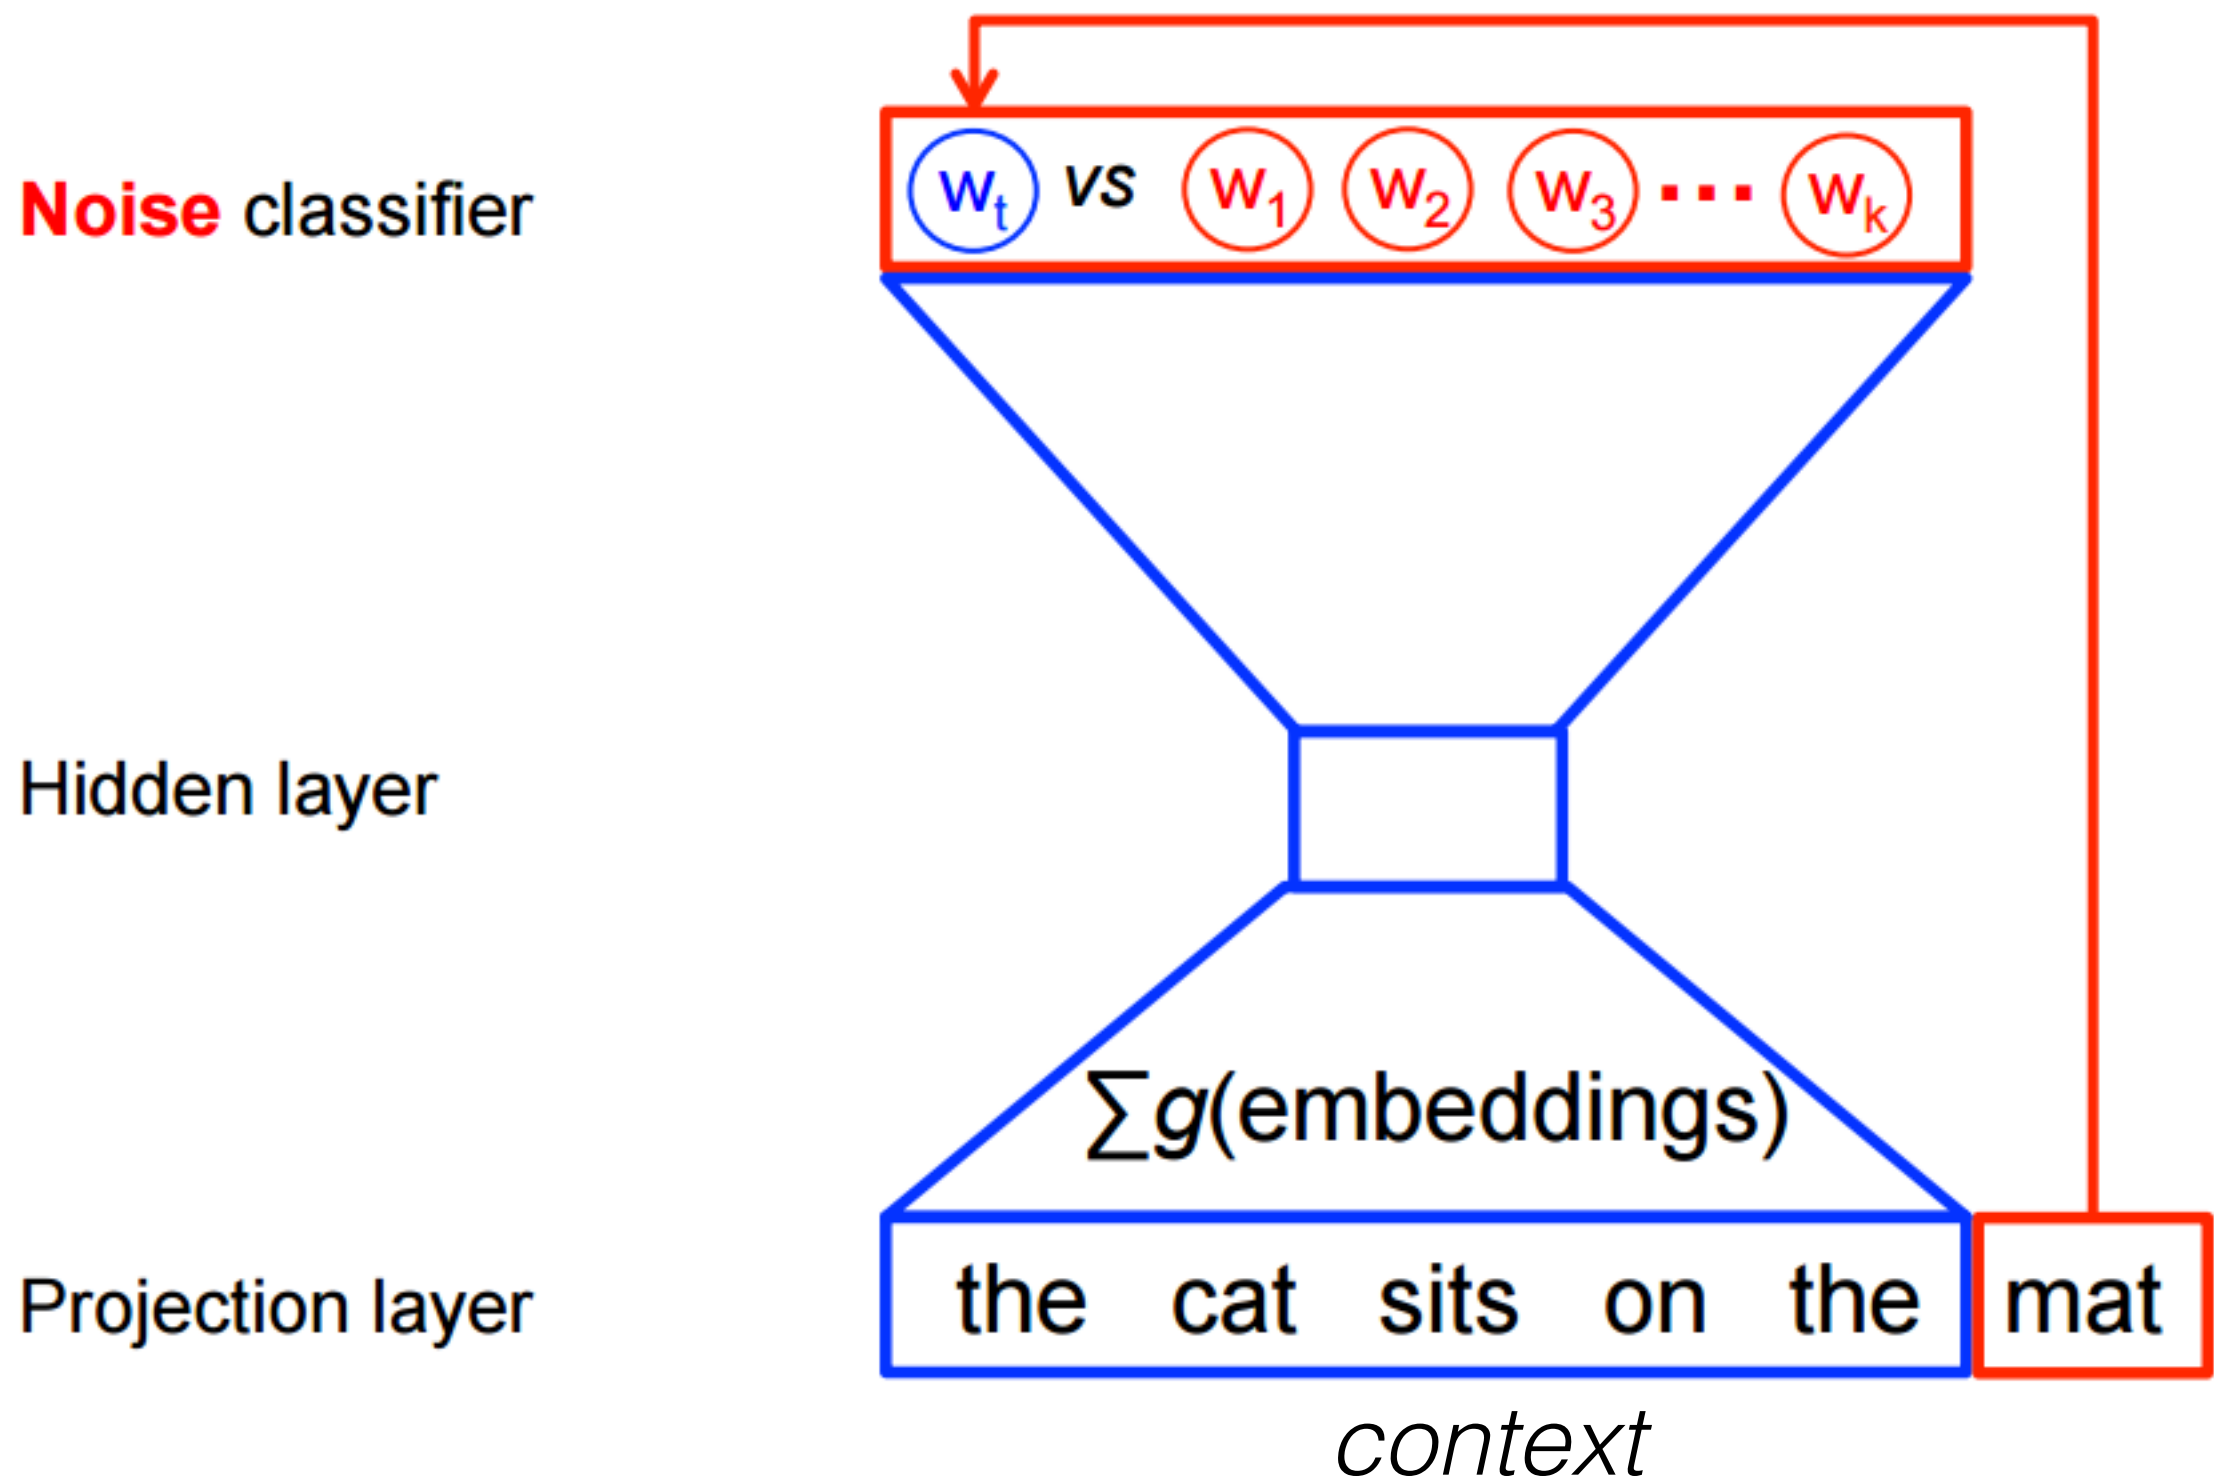 Noise classifier
wt vs w1 w2 w3 ... wk
Hidden layer
∑g(embeddings)
Projection layer
the cat sits on the mat
context